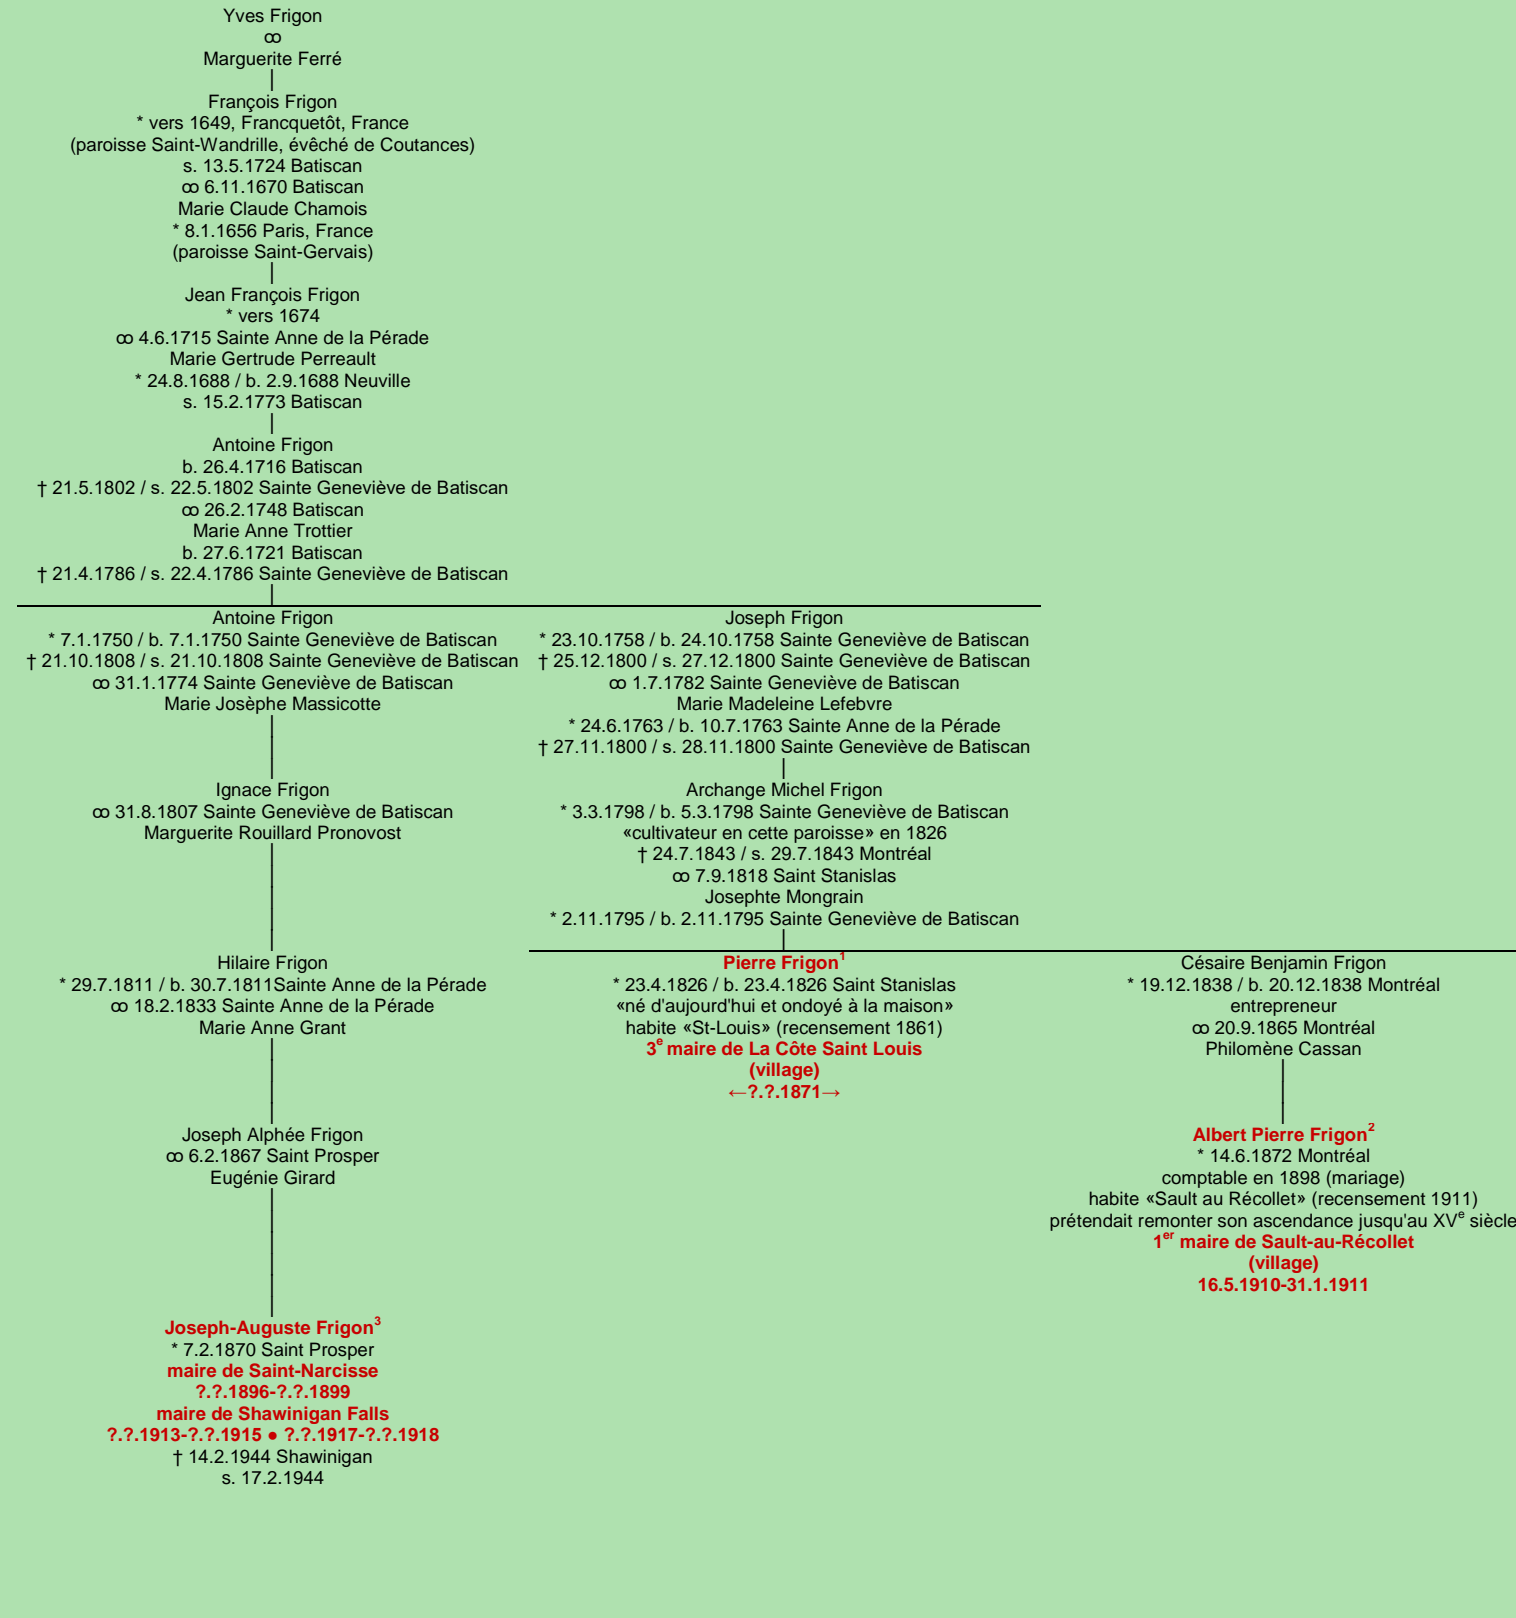 Yves Frigon
ꝏ
Marguerite Ferré
François Frigon
* vers 1649, Francquetôt, France
(paroisse Saint-Wandrille, évêché de Coutances)
s. 13.5.1724 Batiscan
ꝏ 6.11.1670 Batiscan
Marie Claude Chamois
* 8.1.1656 Paris, France
(paroisse Saint-Gervais)
Jean François Frigon
* vers 1674
ꝏ 4.6.1715 Sainte Anne de la Pérade
Marie Gertrude Perreault
* 24.8.1688 / b. 2.9.1688 Neuville
s. 15.2.1773 Batiscan
Antoine Frigon
b. 26.4.1716 Batiscan
† 21.5.1802 / s. 22.5.1802 Sainte Geneviève de Batiscan
ꝏ 26.2.1748 Batiscan
Marie Anne Trottier
b. 27.6.1721 Batiscan
† 21.4.1786 / s. 22.4.1786 Sainte Geneviève de Batiscan
Antoine Frigon
* 7.1.1750 / b. 7.1.1750 Sainte Geneviève de Batiscan
† 21.10.1808 / s. 21.10.1808 Sainte Geneviève de Batiscan
ꝏ 31.1.1774 Sainte Geneviève de Batiscan
Marie Josèphe Massicotte
Ignace Frigon
ꝏ 31.8.1807 Sainte Geneviève de Batiscan
Marguerite Rouillard Pronovost
Hilaire Frigon
* 29.7.1811 / b. 30.7.1811Sainte Anne de la Pérade
ꝏ 18.2.1833 Sainte Anne de la Pérade
Marie Anne Grant
Joseph Alphée Frigon
ꝏ 6.2.1867 Saint Prosper
Eugénie Girard
Joseph-Auguste Frigon³
* 7.2.1870 Saint Prosper
maire de Saint-Narcisse
?.?.1896-?.?.1899
maire de Shawinigan Falls
?.?.1913-?.?.1915 ● ?.?.1917-?.?.1918
† 14.2.1944 Shawinigan
s. 17.2.1944
Joseph Frigon
* 23.10.1758 / b. 24.10.1758 Sainte Geneviève de Batiscan
† 25.12.1800 / s. 27.12.1800 Sainte Geneviève de Batiscan
ꝏ 1.7.1782 Sainte Geneviève de Batiscan
Marie Madeleine Lefebvre
* 24.6.1763 / b. 10.7.1763 Sainte Anne de la Pérade
† 27.11.1800 / s. 28.11.1800 Sainte Geneviève de Batiscan
Archange Michel Frigon
* 3.3.1798 / b. 5.3.1798 Sainte Geneviève de Batiscan
«cultivateur en cette paroisse» en 1826
† 24.7.1843 / s. 29.7.1843 Montréal
ꝏ 7.9.1818 Saint Stanislas
Josephte Mongrain
* 2.11.1795 / b. 2.11.1795 Sainte Geneviève de Batiscan
Pierre Frigon¹
* 23.4.1826 / b. 23.4.1826 Saint Stanislas
«né d'aujourd'hui et ondoyé à la maison»
habite «St-Louis» (recensement 1861)
3ᵉ maire de La Côte Saint Louis
(village)
←?.?.1871→
Césaire Benjamin Frigon
* 19.12.1838 / b. 20.12.1838 Montréal
entrepreneur
ꝏ 20.9.1865 Montréal
Philomène Cassan
Albert Pierre Frigon²
* 14.6.1872 Montréal
comptable en 1898 (mariage)
habite «Sault au Récollet» (recensement 1911)
prétendait remonter son ascendance jusqu'au XVᵉ siècle
1ᵉʳ maire de Sault-au-Récollet
(village)
16.5.1910-31.1.1911